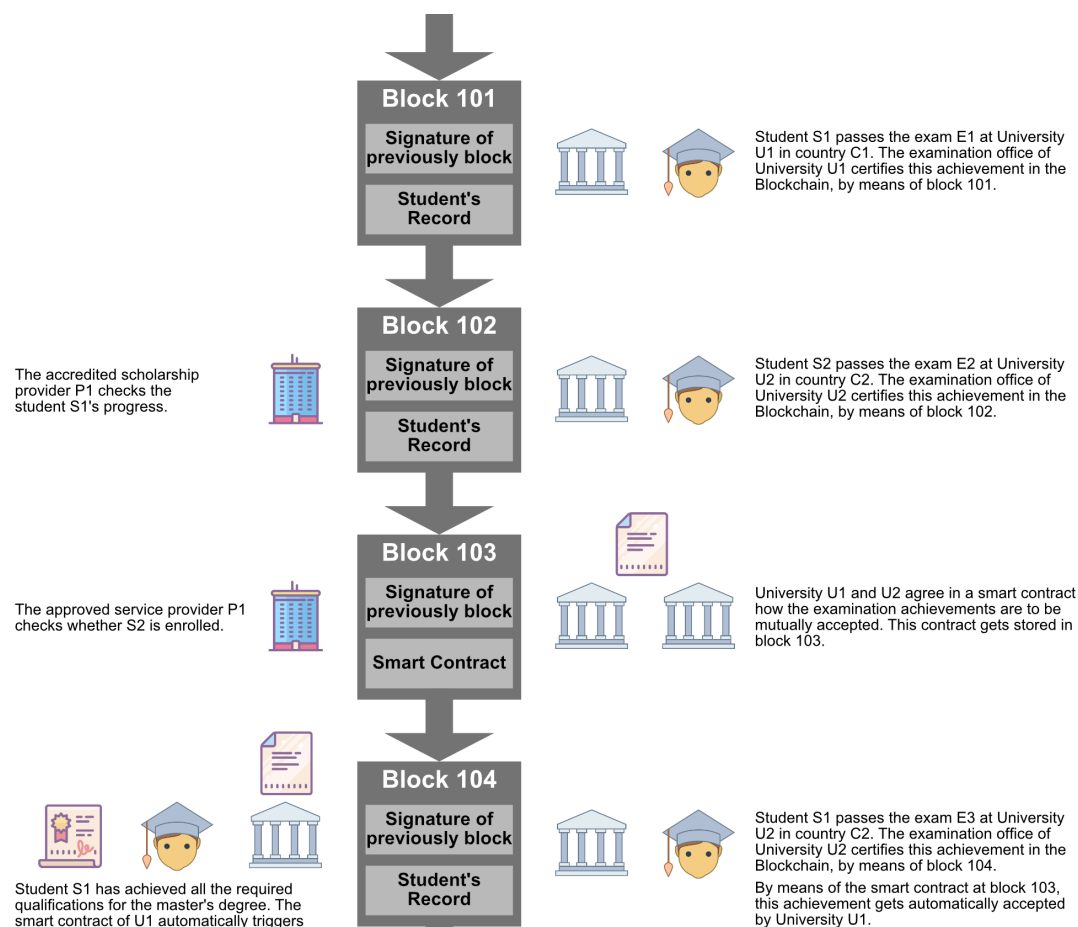 Block 101
Signature of
previously block
Student's
Record
Student S1 passes the exam E1 at University
U1 in country C1. The examination office of
University U1 certifies this achievement in the
Blockchain, by means of block 101.
The accredited scholarship
provider P1 checks the
student S1's progress.
Block 102
Signature of
previously block
Student's
Record
Student S2 passes the exam E2 at University
U2 in country C2. The examination office of
University U2 certifies this achievement in the
Blockchain, by means of block 102.
The approved service provider P1
checks whether S2 is enrolled.
Block 103
Signature of
previously block
Smart Contract
University U1 and U2 agree in a smart contract
how the examination achievements are to be
mutually accepted. This contract gets stored in
block 103.
Student S1 has achieved all the required
qualifications for the master's degree. The
smart contract of U1 automatically triggers
Block 104
Signature of
previously block
Student's
Record
Student S1 passes the exam E3 at University
U2 in country C2. The examination office of
University U2 certifies this achievement in the
Blockchain, by means of block 104.
By means of the smart contract at block 103,
this achievement gets automatically accepted
by University U1.